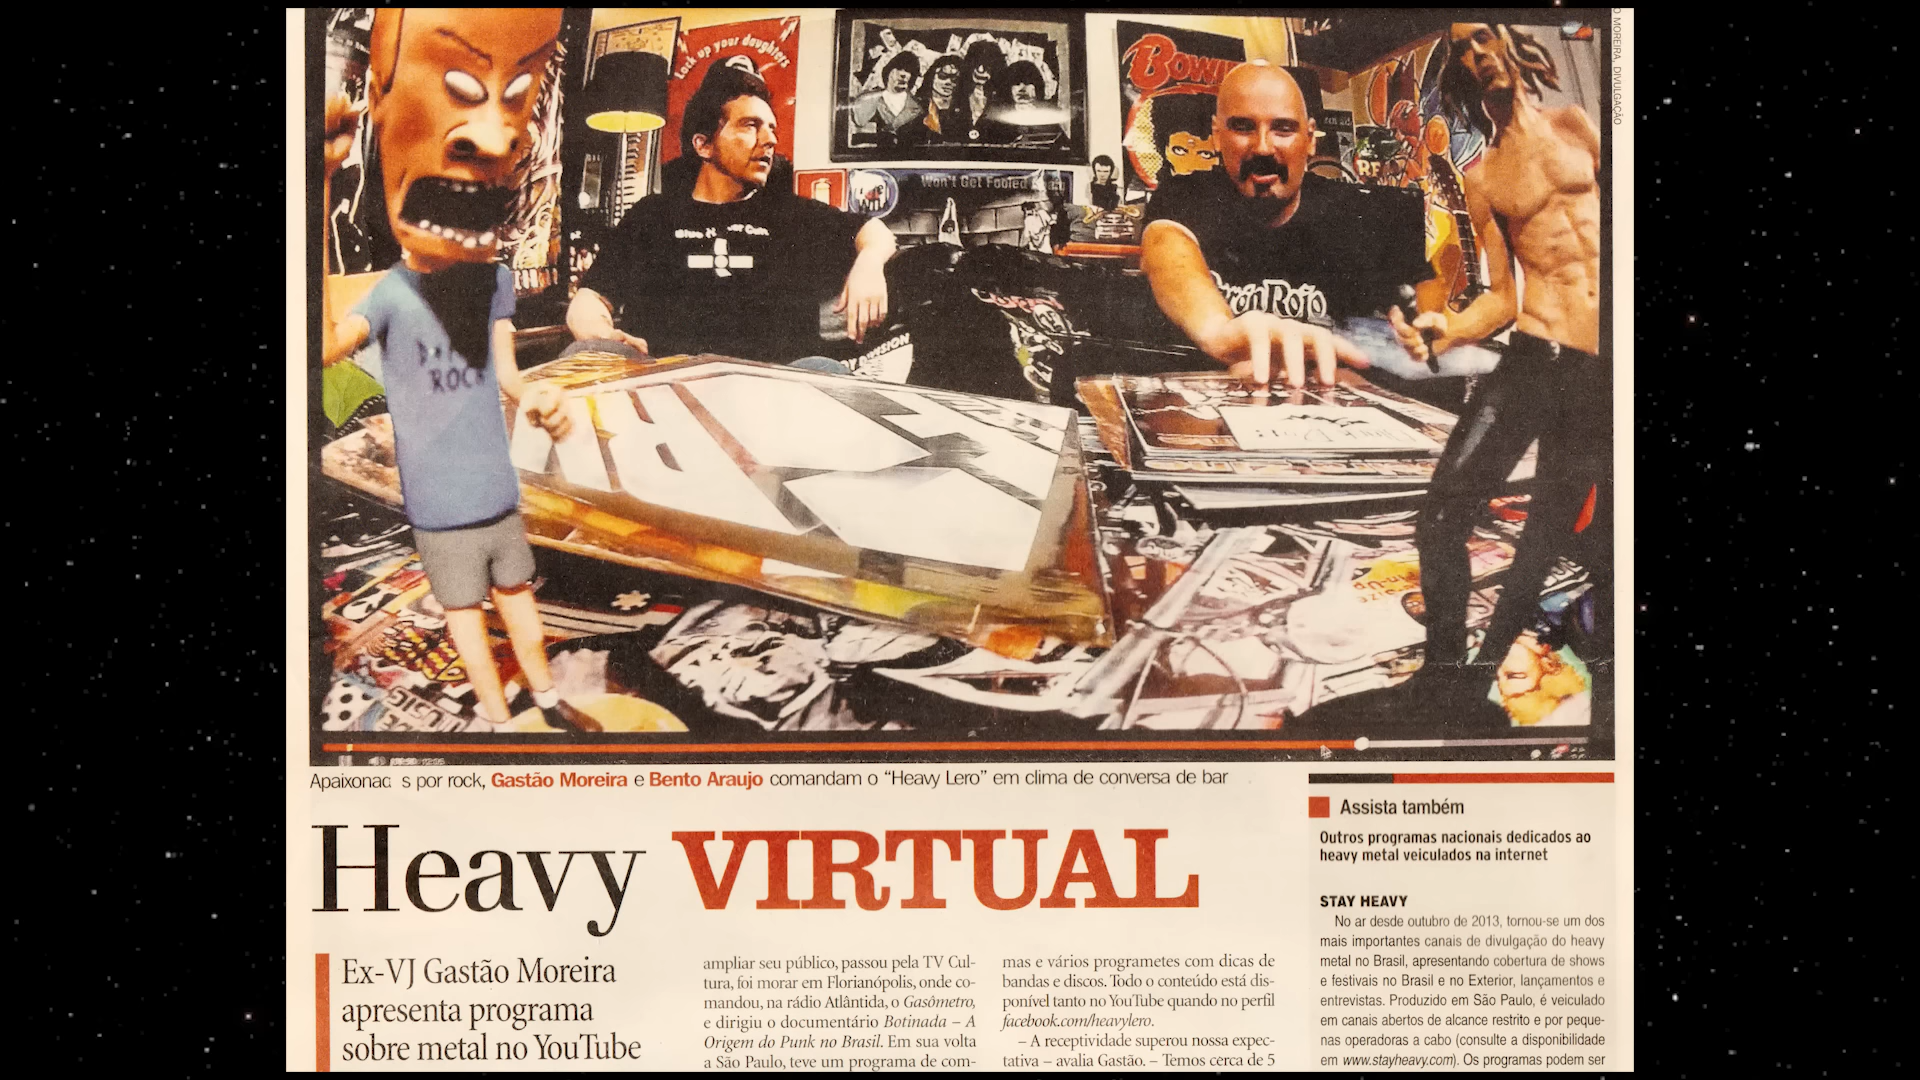 Lock up your daughters
BOWIE
O MOREIRA, DIVULGAÇÃO
Won't Get Fooled Again
ROCK
Apaixonac s por rock, Gastão Moreira e Bento Araujo comandam o “Heavy Lero” em clima de conversa de bar
Heavy VIRTUAL
Ex-VJ Gastão Moreira
apresenta programa
sobre metal no YouTube
ampliar seu público, passou pela TV Cul-
tura, foi morar em Florianópolis, onde co-
mandou, na rádio Atlântida, o Gasômetro,
e dirigiu o documentário Botinada – A
Origem do Punk no Brasil. Em sua volta
a São Paulo, teve um programa de com-
mas e vários programetes com dicas de
bandas e discos. Todo o conteúdo está dis-
ponível tanto no YouTube quando no perfil
facebook.com/heavylero.
– A receptividade superou nossa expec-
tativa – avalia Gastão. – Temos cerca de 5
Assista também
Outros programas nacionais dedicados ao
heavy metal veiculados na internet
STAY HEAVY
No ar desde outubro de 2013, tornou-se um dos
mais importantes canais de divulgação do heavy
metal no Brasil, apresentando cobertura de shows
e festivais no Brasil e no Exterior, lançamentos e
entrevistas. Produzido em São Paulo, é veiculado
em canais abertos de alcance restrito e por peque-
nas operadoras a cabo (consulte a disponibilidade
em www.stayheavy.com). Os programas podem ser